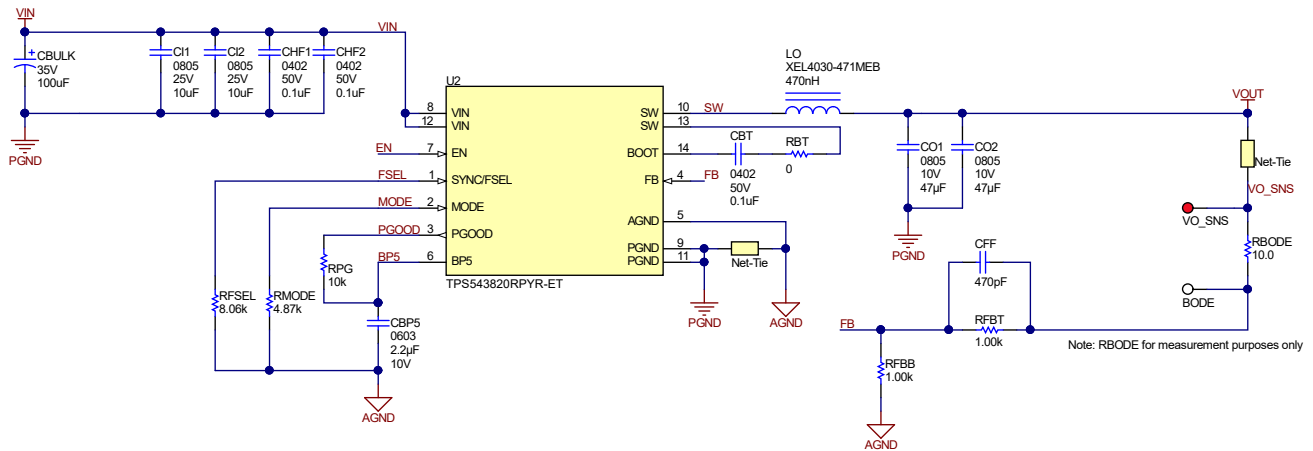 VIN
VIN
CBULK
35V
100uF
+
CI1
0805
25V
10uF
CI2
0805
25V
10uF
CHF1
0402
50V
0.1uF
CHF2
0402
50V
0.1uF
PGND
U2
8
VIN
12
VIN
EN
7
EN
FSEL
1
SYNC/FSEL
MODE
2
MODE
PGOOD
3
PGOOD
BP5
6
BP5
SW
10
SW
SW
13
BOOT
14
FB
4
FB
AGND
5
PGND
9
PGND
11
TPS543820RPYR-ET
RPG
10k
RFSEL
8.06k
RMODE
4.87k
CBP5
0603
2.2µF
10V
AGND
LO
XEL4030-471MEB
470nH
CBT
0402
50V
0.1uF
RBT
0
Net-Tie
PGND
AGND
CO1
0805
10V
47µF
CO2
0805
10V
47µF
PGND
VOUT
Net-Tie
VO_SNS
VO_SNS
RBODE
10.0
BODE
CFF
470pF
FB
RFBT
1.00k
RFBB
1.00k
AGND
Note: RBODE for measurement purposes only